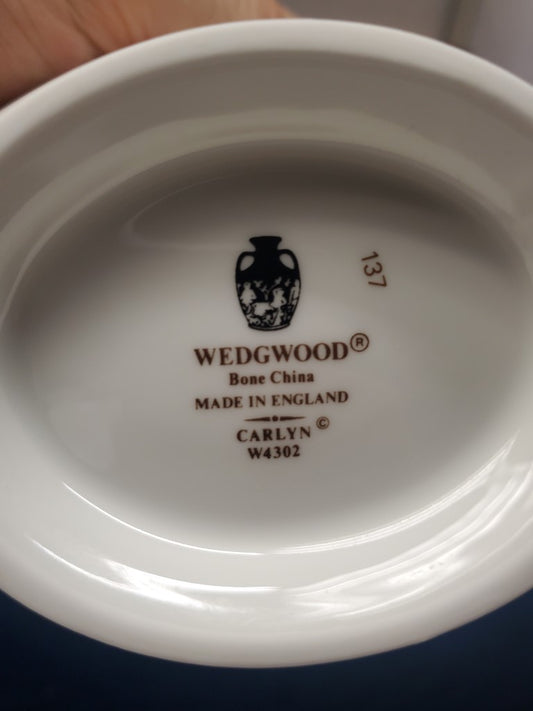 137
WEDGWOOD®
Bone China
MADE IN ENGLAND
CARLYN ©
W4302